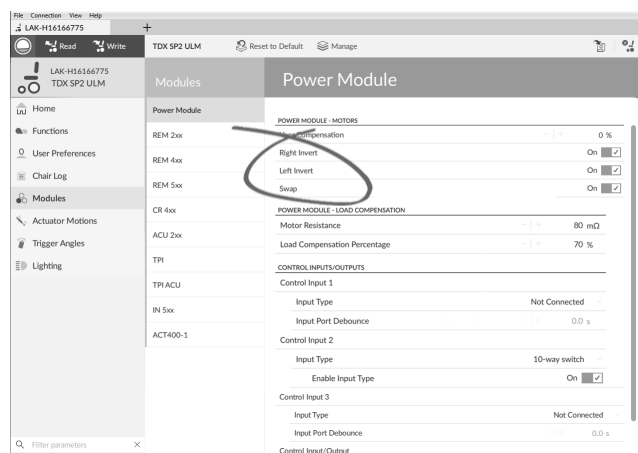 File Connection View Help
LAK-H16166775 +
Read Write TDX SP2 ULM Reset to Default Manage
LAK-H16166775
TDX SP2 ULM
Modules
Power Module
Home
Functions
User Preferences
Chair Log
Modules
Actuator Motions
Trigger Angles
Lighting
Filter parameters
Power Module
REM 2xx
REM 4xx
REM 5xx
CR 4xx
ACU 2xx
TPI
TPI ACU
IN 5xx
ACT400-1
POWER MODULE - MOTORS
Compensation 0 %
Right Invert On
Left Invert On
Swap On
POWER MODULE - LOAD COMPENSATION
Motor Resistance 80 mΩ
Load Compensation Percentage 70 %
CONTROL INPUTS/OUTPUTS
Control Input 1
Input Type Not Connected
Input Port Debounce 0.0 s
Control Input 2
Input Type 10-way switch
Enable Input Type On
Control Input 3
Input Type Not Connected
Input Port Debounce 0.0 s
Control Input/Output